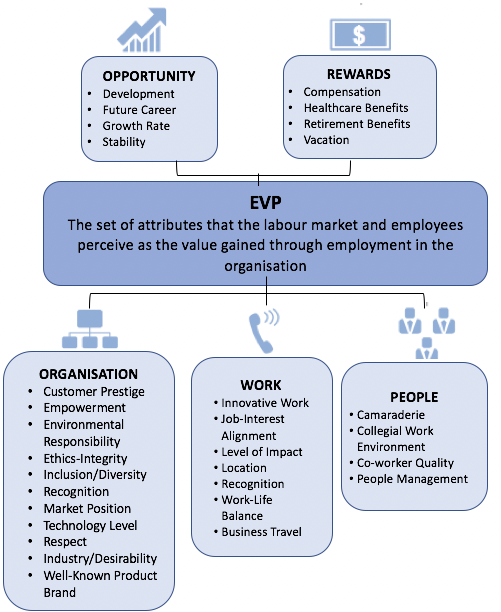 OPPORTUNITY
• Development
• Future Career
• Growth Rate
• Stability
$
REWARDS
• Compensation
• Healthcare Benefits
• Retirement Benefits
• Vacation
EVP
The set of attributes that the labour market and employees
perceive as the value gained through employment in the
organisation
ORGANISATION
• Customer Prestige
• Empowerment
• Environmental
Responsibility
• Ethics-Integrity
• Inclusion/Diversity
• Recognition
• Market Position
• Technology Level
• Respect
• Industry/Desirability
• Well-Known Product
Brand
WORK
• Innovative Work
• Job-Interest
Alignment
• Level of Impact
• Location
• Recognition
• Work-Life
Balance
• Business Travel
PEOPLE
• Camaraderie
• Collegial Work
Environment
• Co-worker Quality
• People Management